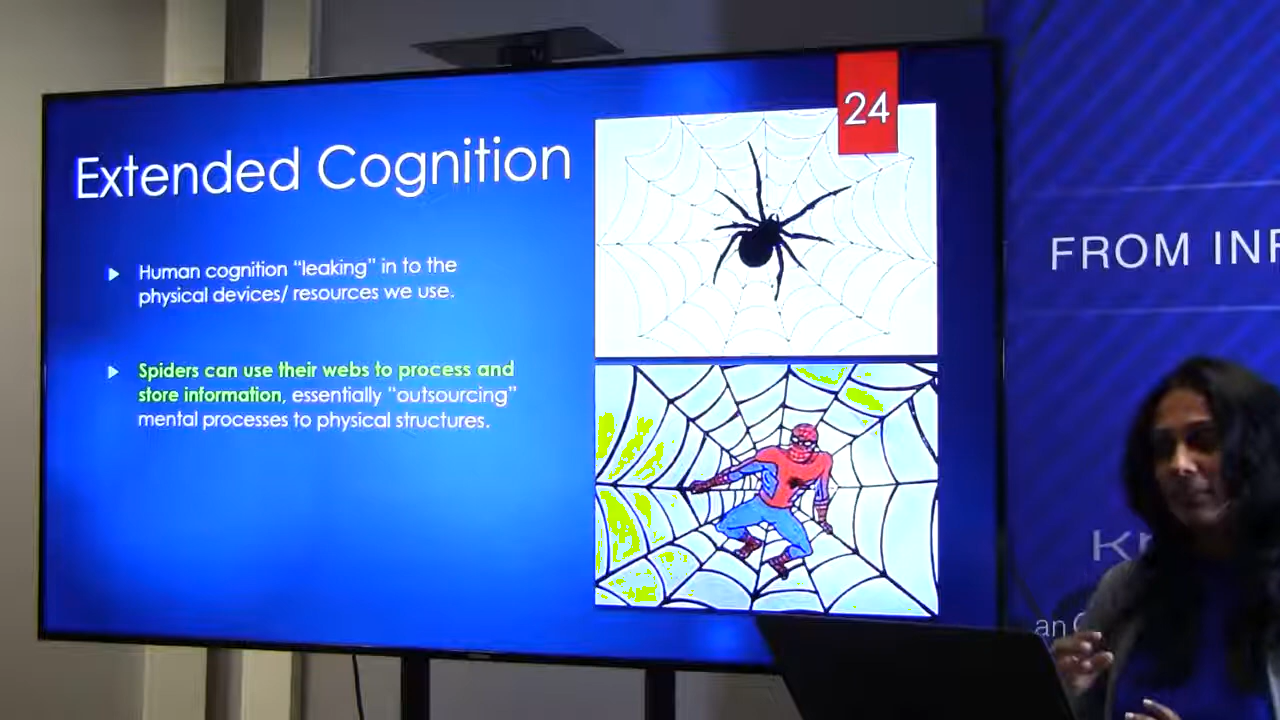 24
Extended Cognition
Human cognition “leaking” in to the
physical devices/ resources we use.
Spiders can use their webs to process and
store information, essentially “outsourcing”
mental processes to physical structures.
FROM
an